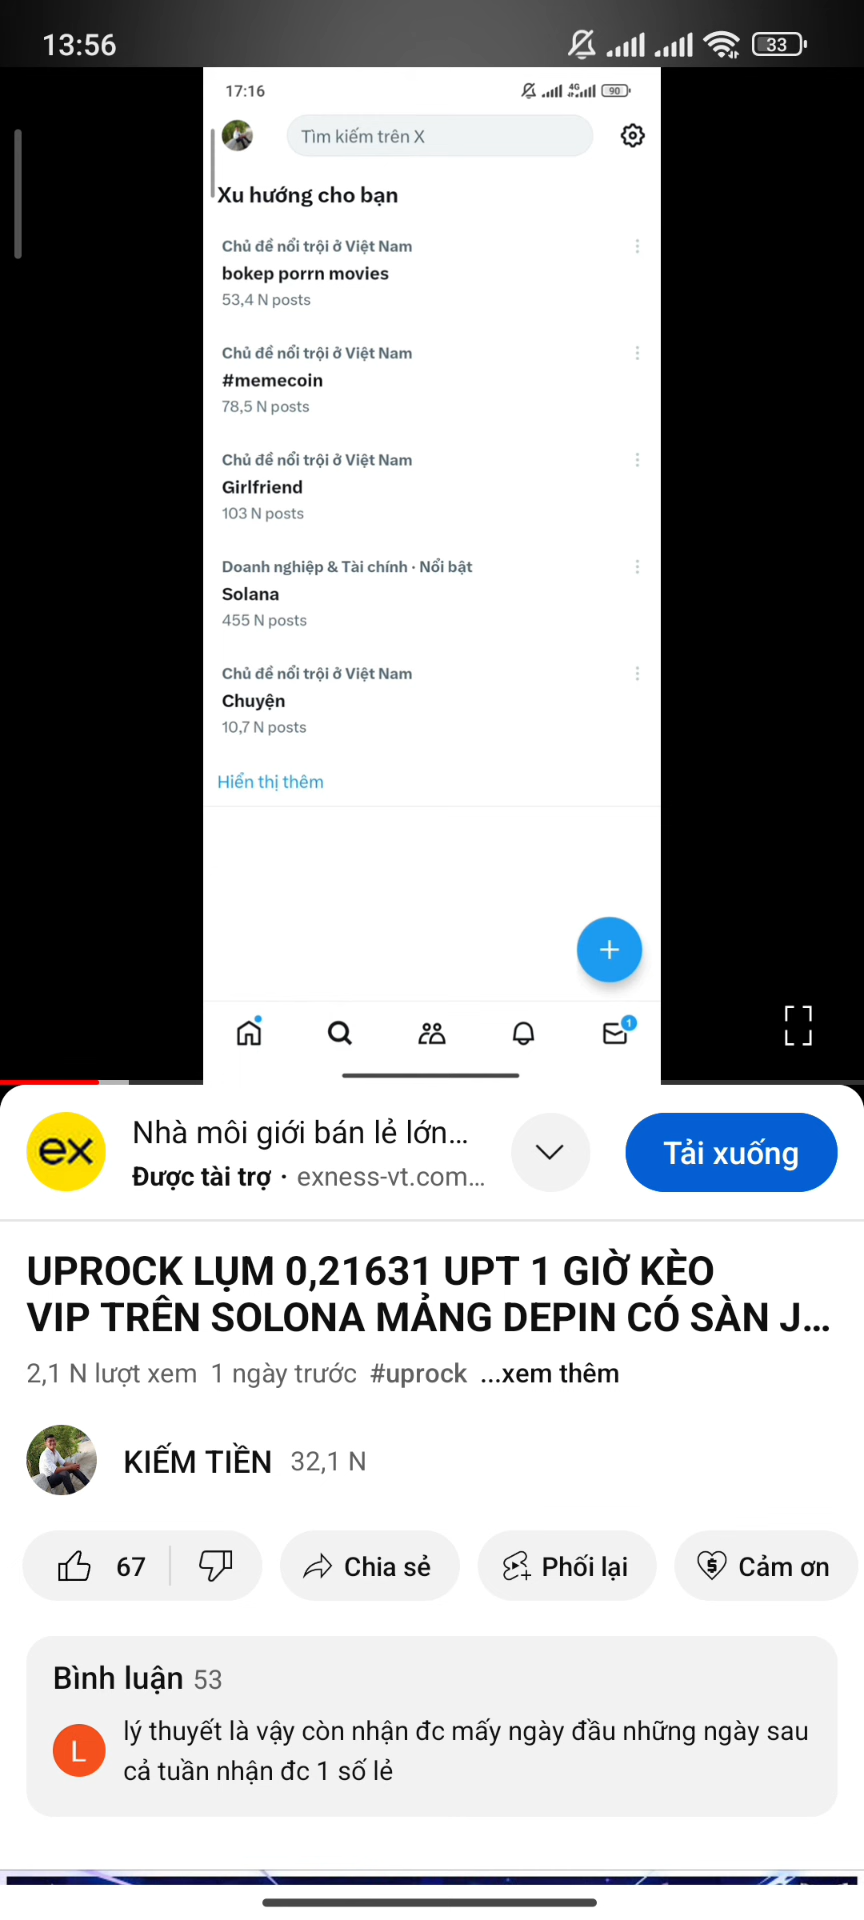 13:56
33
17:16
4G
90
Tìm kiếm trên X
Xu hướng cho bạn
Chủ đề nổi trội ở Việt Nam
bokep porrn movies
53,4 N posts
Chủ đề nổi trội ở Việt Nam
#memecoin
78,5 N posts
Chủ đề nổi trội ở Việt Nam
Girlfriend
103 N posts
Doanh nghiệp & Tài chính · Nổi bật
Solana
455 N posts
Chủ đề nổi trội ở Việt Nam
Chuyện
10,7 N posts
Hiển thị thêm
1
ex
Nhà môi giới bán lẻ lớn...
Được tài trợ · exness-vt.com...
Tải xuống
UPROCK LỤM 0,21631 UPT 1 GIỜ KÈO
VIP TRÊN SOLONA MẢNG DEPIN CÓ SÀN J...
2,1 N lượt xem 1 ngày trước #uprock ...xem thêm
KIẾM TIỀN 32,1 N
67
Chia sẻ
Phối lại
Cảm ơn
Bình luận 53
L
lý thuyết là vậy còn nhận đc mấy ngày đầu những ngày sau
cả tuần nhận đc 1 số lẻ